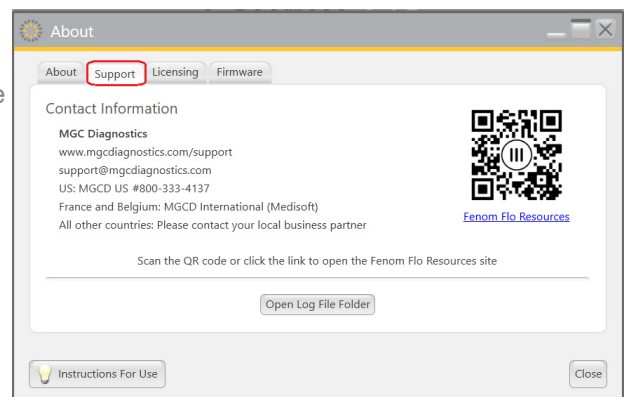 About
About Support Licensing Firmware
Contact Information
MGC Diagnostics
www.mgcdiagnostics.com/support
support@mgcdiagnostics.com
US: MGCD US #800-333-4137
France and Belgium: MGCD International (Medisoft)
All other countries: Please contact your local business partner
Fenom Flo Resources
Scan the QR code or click the link to open the Fenom Flo Resources site
Open Log File Folder
Instructions For Use
Close